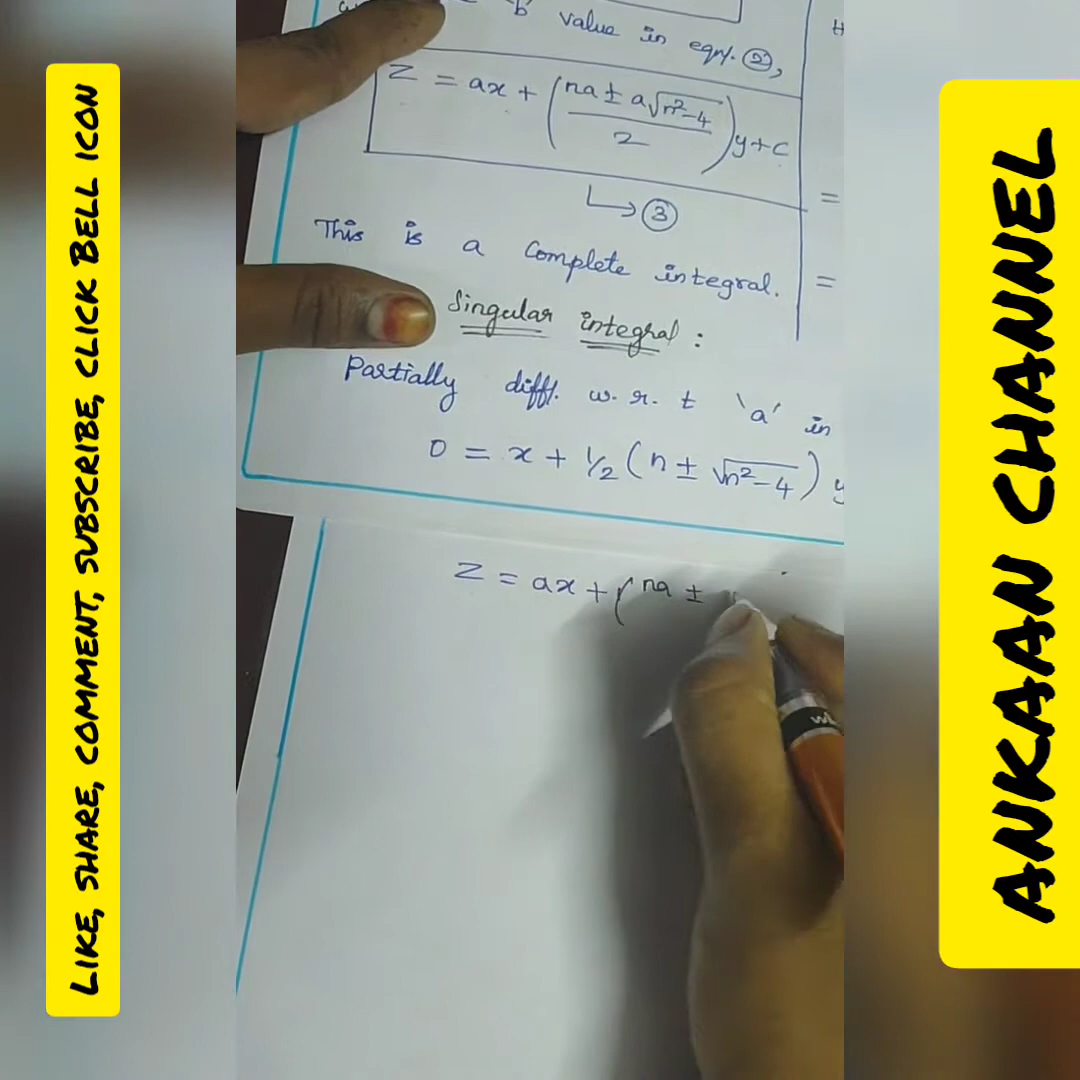 LIKE, SHARE, COMMENT, SUBSCRIBE, CLICK BELL ICON
'b' value in eqn. ②,
Z = ax + (na ± a√n²-4 / 2) y + c
↳ ③
This is a complete integral.
Singular integral :
Partially diff. w. r. t 'a' in
0 = x + 1/2 (n ± √n²-4) y
Z = ax + ( na ±
=
=
ANKAAN CHANNEL